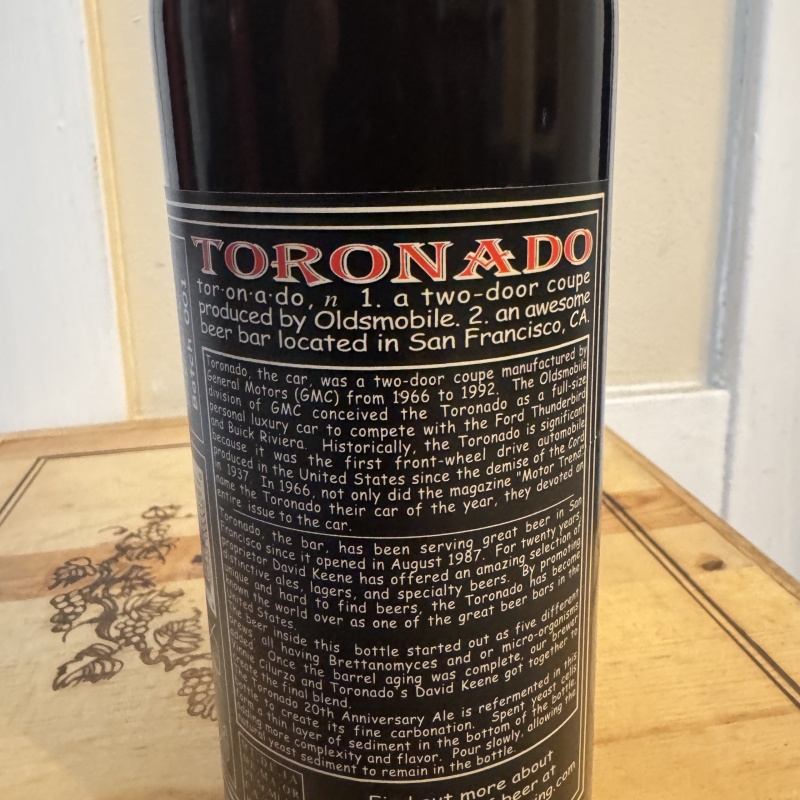 TORONADO
tor·on·a·do, n 1. a two-door coupe
produced by Oldsmobile. 2. an awesome
beer bar located in San Francisco, CA.
Batch 001
Toronado, the car, was a two-door coupe manufactured by
General Motors (GMC) from 1966 to 1992. The Oldsmobile
division of GMC conceived the Toronado as a full-size
personal luxury car to compete with the Ford Thunderbird
and Buick Riviera. Historically, the Toronado is significant
because it was the first front-wheel drive automobile
produced in the United States since the demise of the Cord
in 1937. In 1966, not only did the magazine "Motor Trend"
name the Toronado their car of the year, they devoted an
entire issue to the car.
Toronado, the bar, has been serving great beer in San
Francisco since it opened in August 1987. For twenty years,
proprietor David Keene has offered an amazing selection of
distinctive ales, lagers, and specialty beers. By promoting
unique and hard to find beers, the Toronado has become
known the world over as one of the great beer bars in the
United States.
The beer inside this bottle started out as five different
brews, all having Brettanomyces and or micro-organisms
added. Once the barrel aging was complete, our brewer
Vinnie Cilurzo and Toronado's David Keene got together to
create the final blend.
Toronado 20th Anniversary Ale is refermented in this
bottle to create its fine carbonation. Spent yeast cells
form a thin layer of sediment in the bottom of the bottle
adding more complexity and flavor. Pour slowly, allowing the
natural yeast sediment to remain in the bottle.
Find out more about
beer at